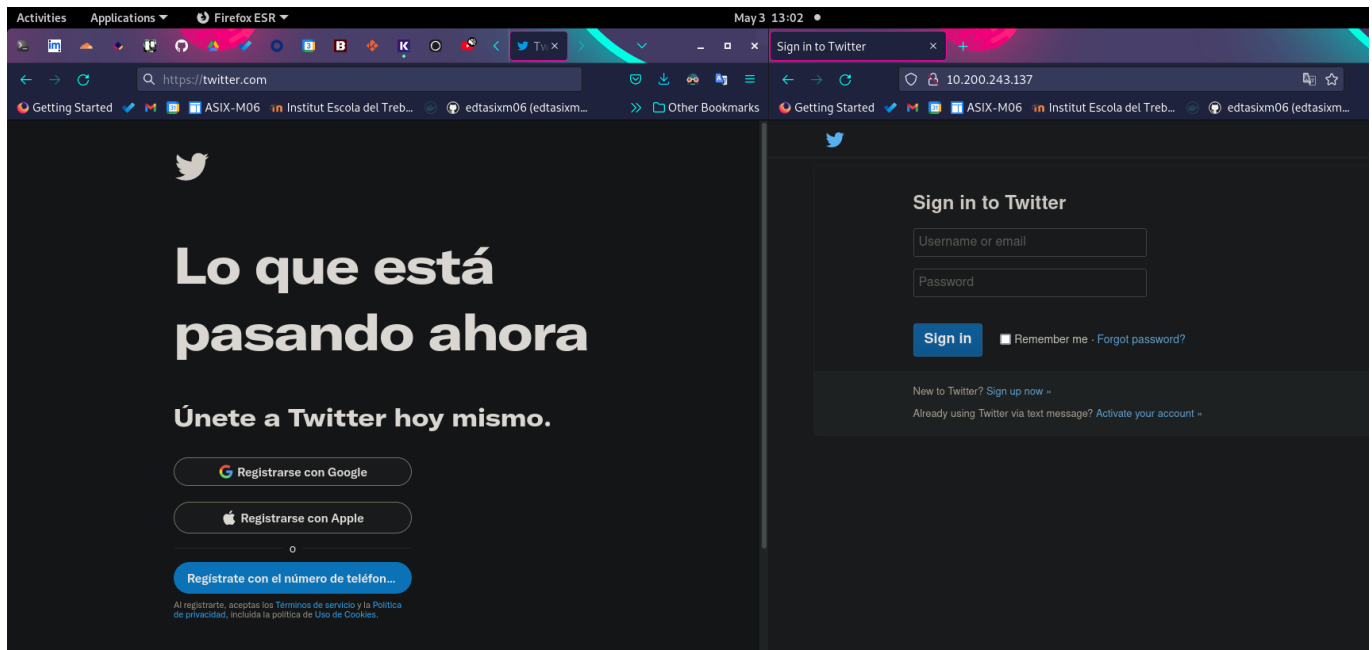 Activities Applications Firefox ESR May 3 13:02
Tw
https://twitter.com
Getting Started ASIX-M06 Institut Escola del Treb... edtasixm06 (edtasixm... Other Bookmarks
Lo que está
pasando ahora
Únete a Twitter hoy mismo.
Registrarse con Google
Registrarse con Apple
o
Regístrate con el número de teléfon...
Al registrarte, aceptas los Términos de servicio y la Política
de privacidad, incluida la política de Uso de Cookies.
Sign in to Twitter
10.200.243.137
Getting Started ASIX-M06 Institut Escola del Treb... edtasixm06 (edtasixm...
Sign in to Twitter
Username or email
Password
Sign in Remember me · Forgot password?
New to Twitter? Sign up now »
Already using Twitter via text message? Activate your account »